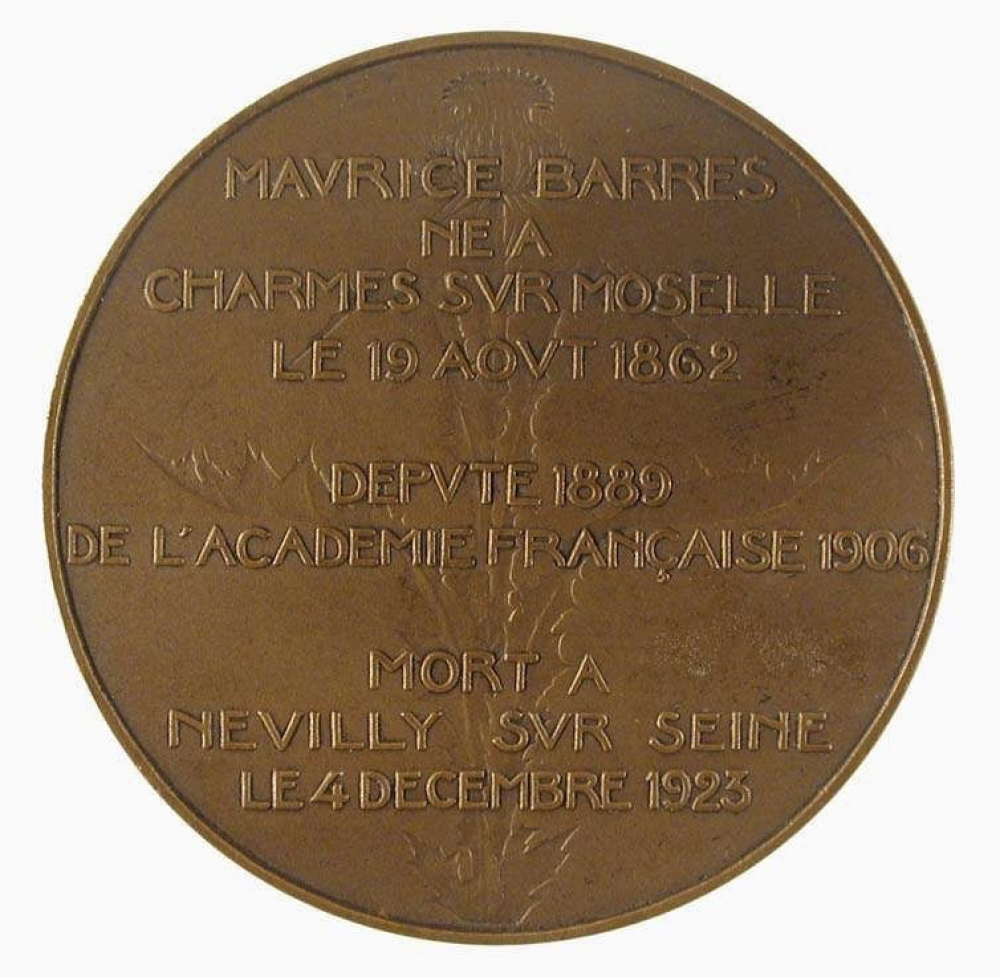 MAVRICE BARRES
NE A
CHARMES SVR MOSELLE
LE 19 AOVT 1862
DEPVTE 1889
DE L'ACADEMIE FRANÇAISE 1906
MORT A
NEVILLY SVR SEINE
LE 4 DECEMBRE 1923